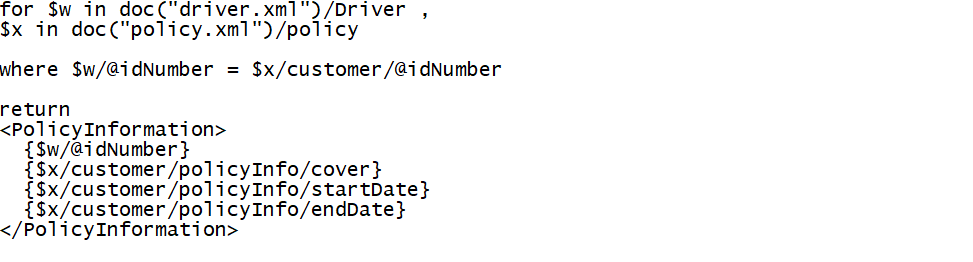 for $w in doc("driver.xml")/Driver ,
$x in doc("policy.xml")/policy
where $w/@idNumber = $x/customer/@idNumber
return
<PolicyInformation>
{$w/@idNumber}
{$x/customer/policyInfo/cover}
{$x/customer/policyInfo/startDate}
{$x/customer/policyInfo/endDate}
</PolicyInformation>